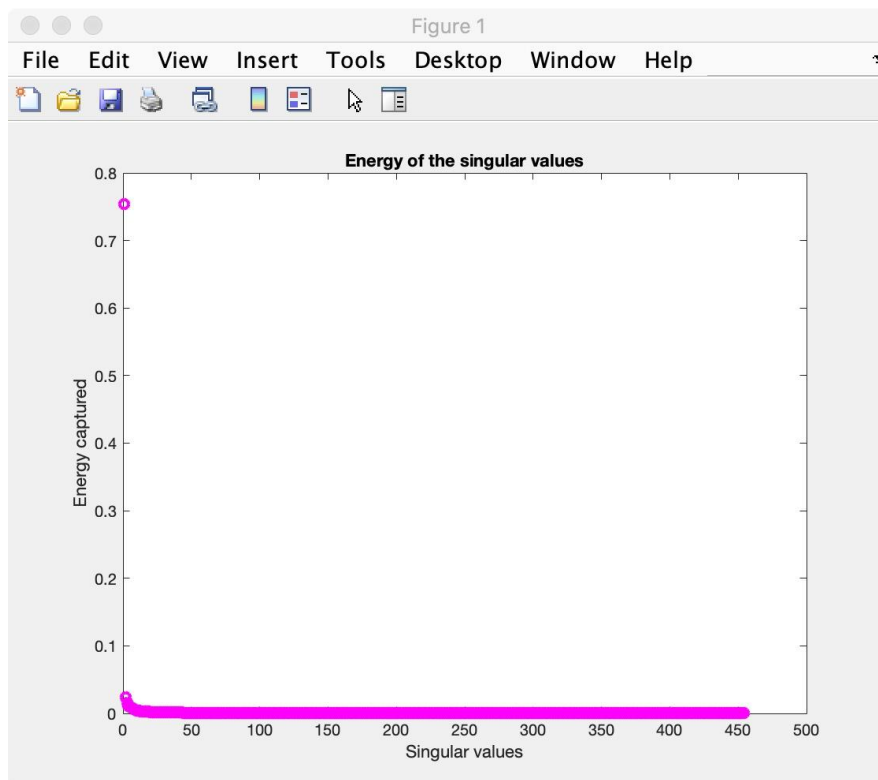 Figure 1
File Edit View Insert Tools Desktop Window Help
Energy of the singular values
0.8
0.7
0.6
0.5
0.4
0.3
0.2
0.1
0
Energy captured
0 50 100 150 200 250 300 350 400 450 500
Singular values